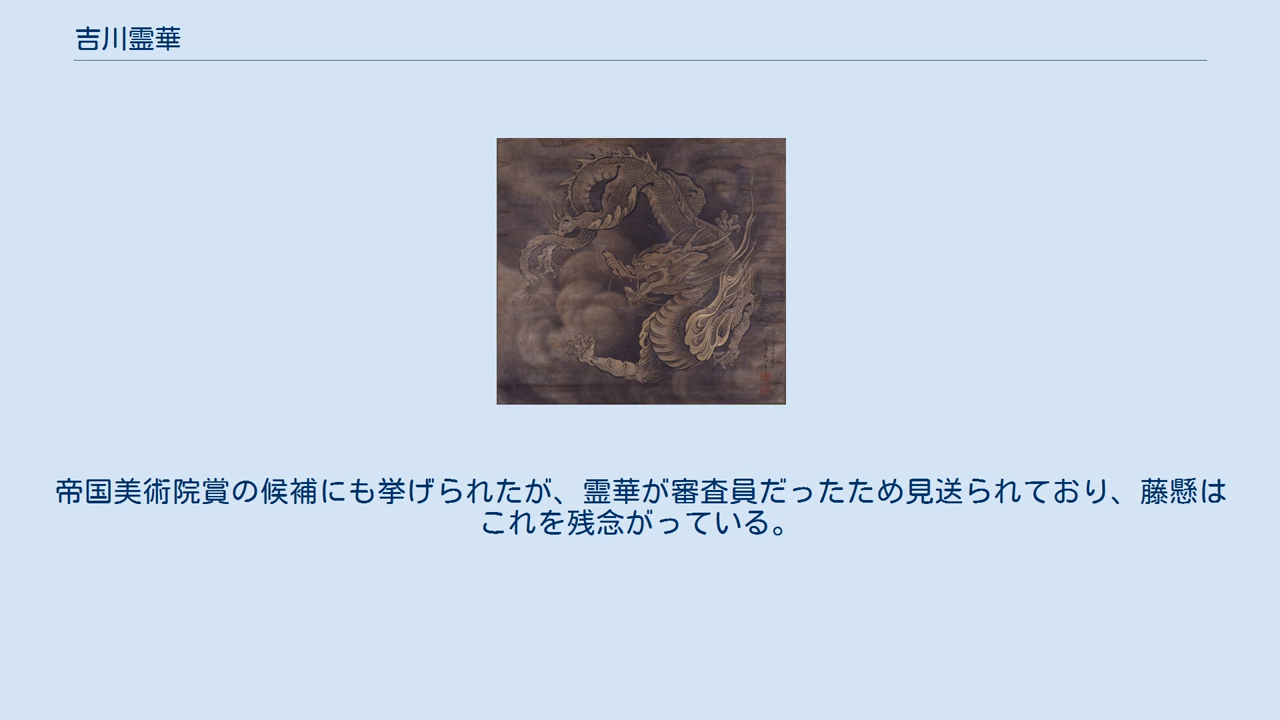 吉川霊華
帝国美術院賞の候補にも挙げられたが、霊華が審査員だったため見送られており、藤懸は
これを残念がっている。